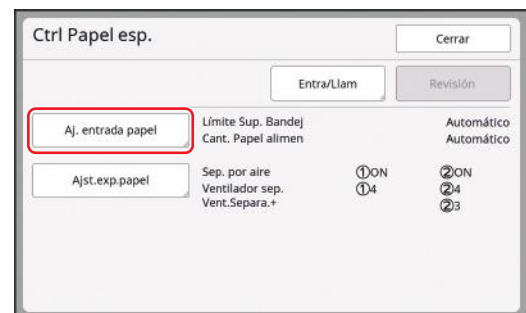 Ctrl Papel esp.
Cerrar
Entra/Llam
Revisión
Aj. entrada papel
Límite Sup. Bandej Automático
Cant. Papel alimen Automático
Ajst.exp.papel
Sep. por aire ①ON ②ON
Ventilador sep. ①4 ②4
Vent.Separa.+ ②3